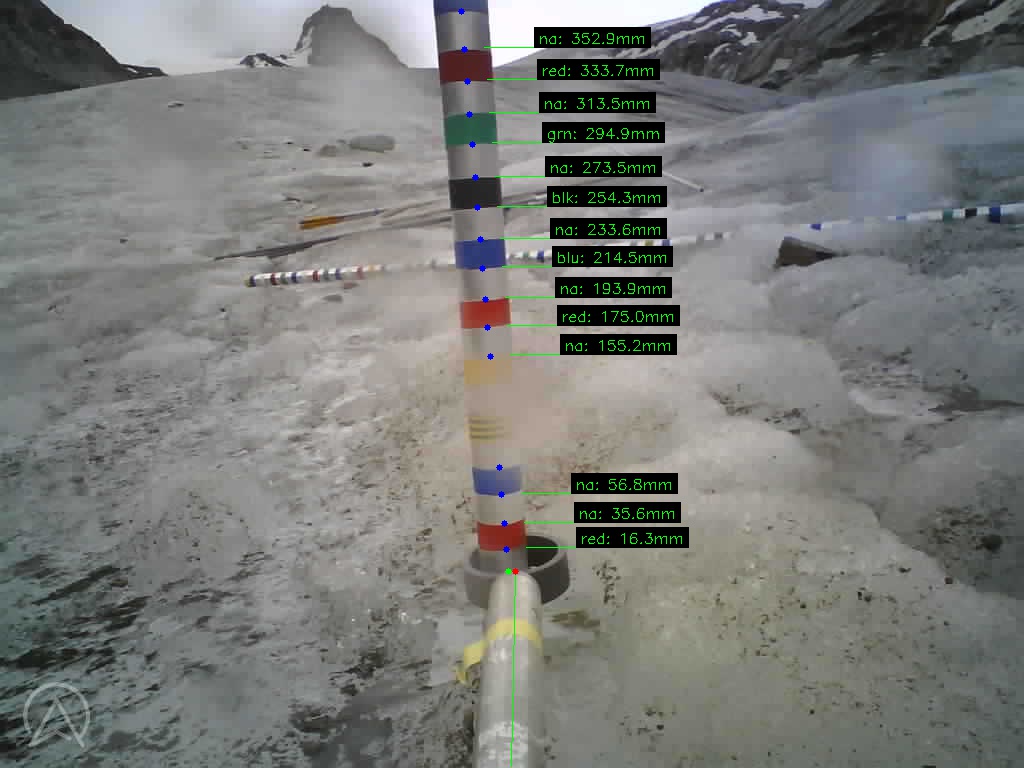 na: 352.9mm
red: 333.7mm
na: 313.5mm
grn: 294.9mm
na: 273.5mm
blk: 254.3mm
na: 233.6mm
blu: 214.5mm
na: 193.9mm
red: 175.0mm
na: 155.2mm
na: 56.8mm
na: 35.6mm
red: 16.3mm